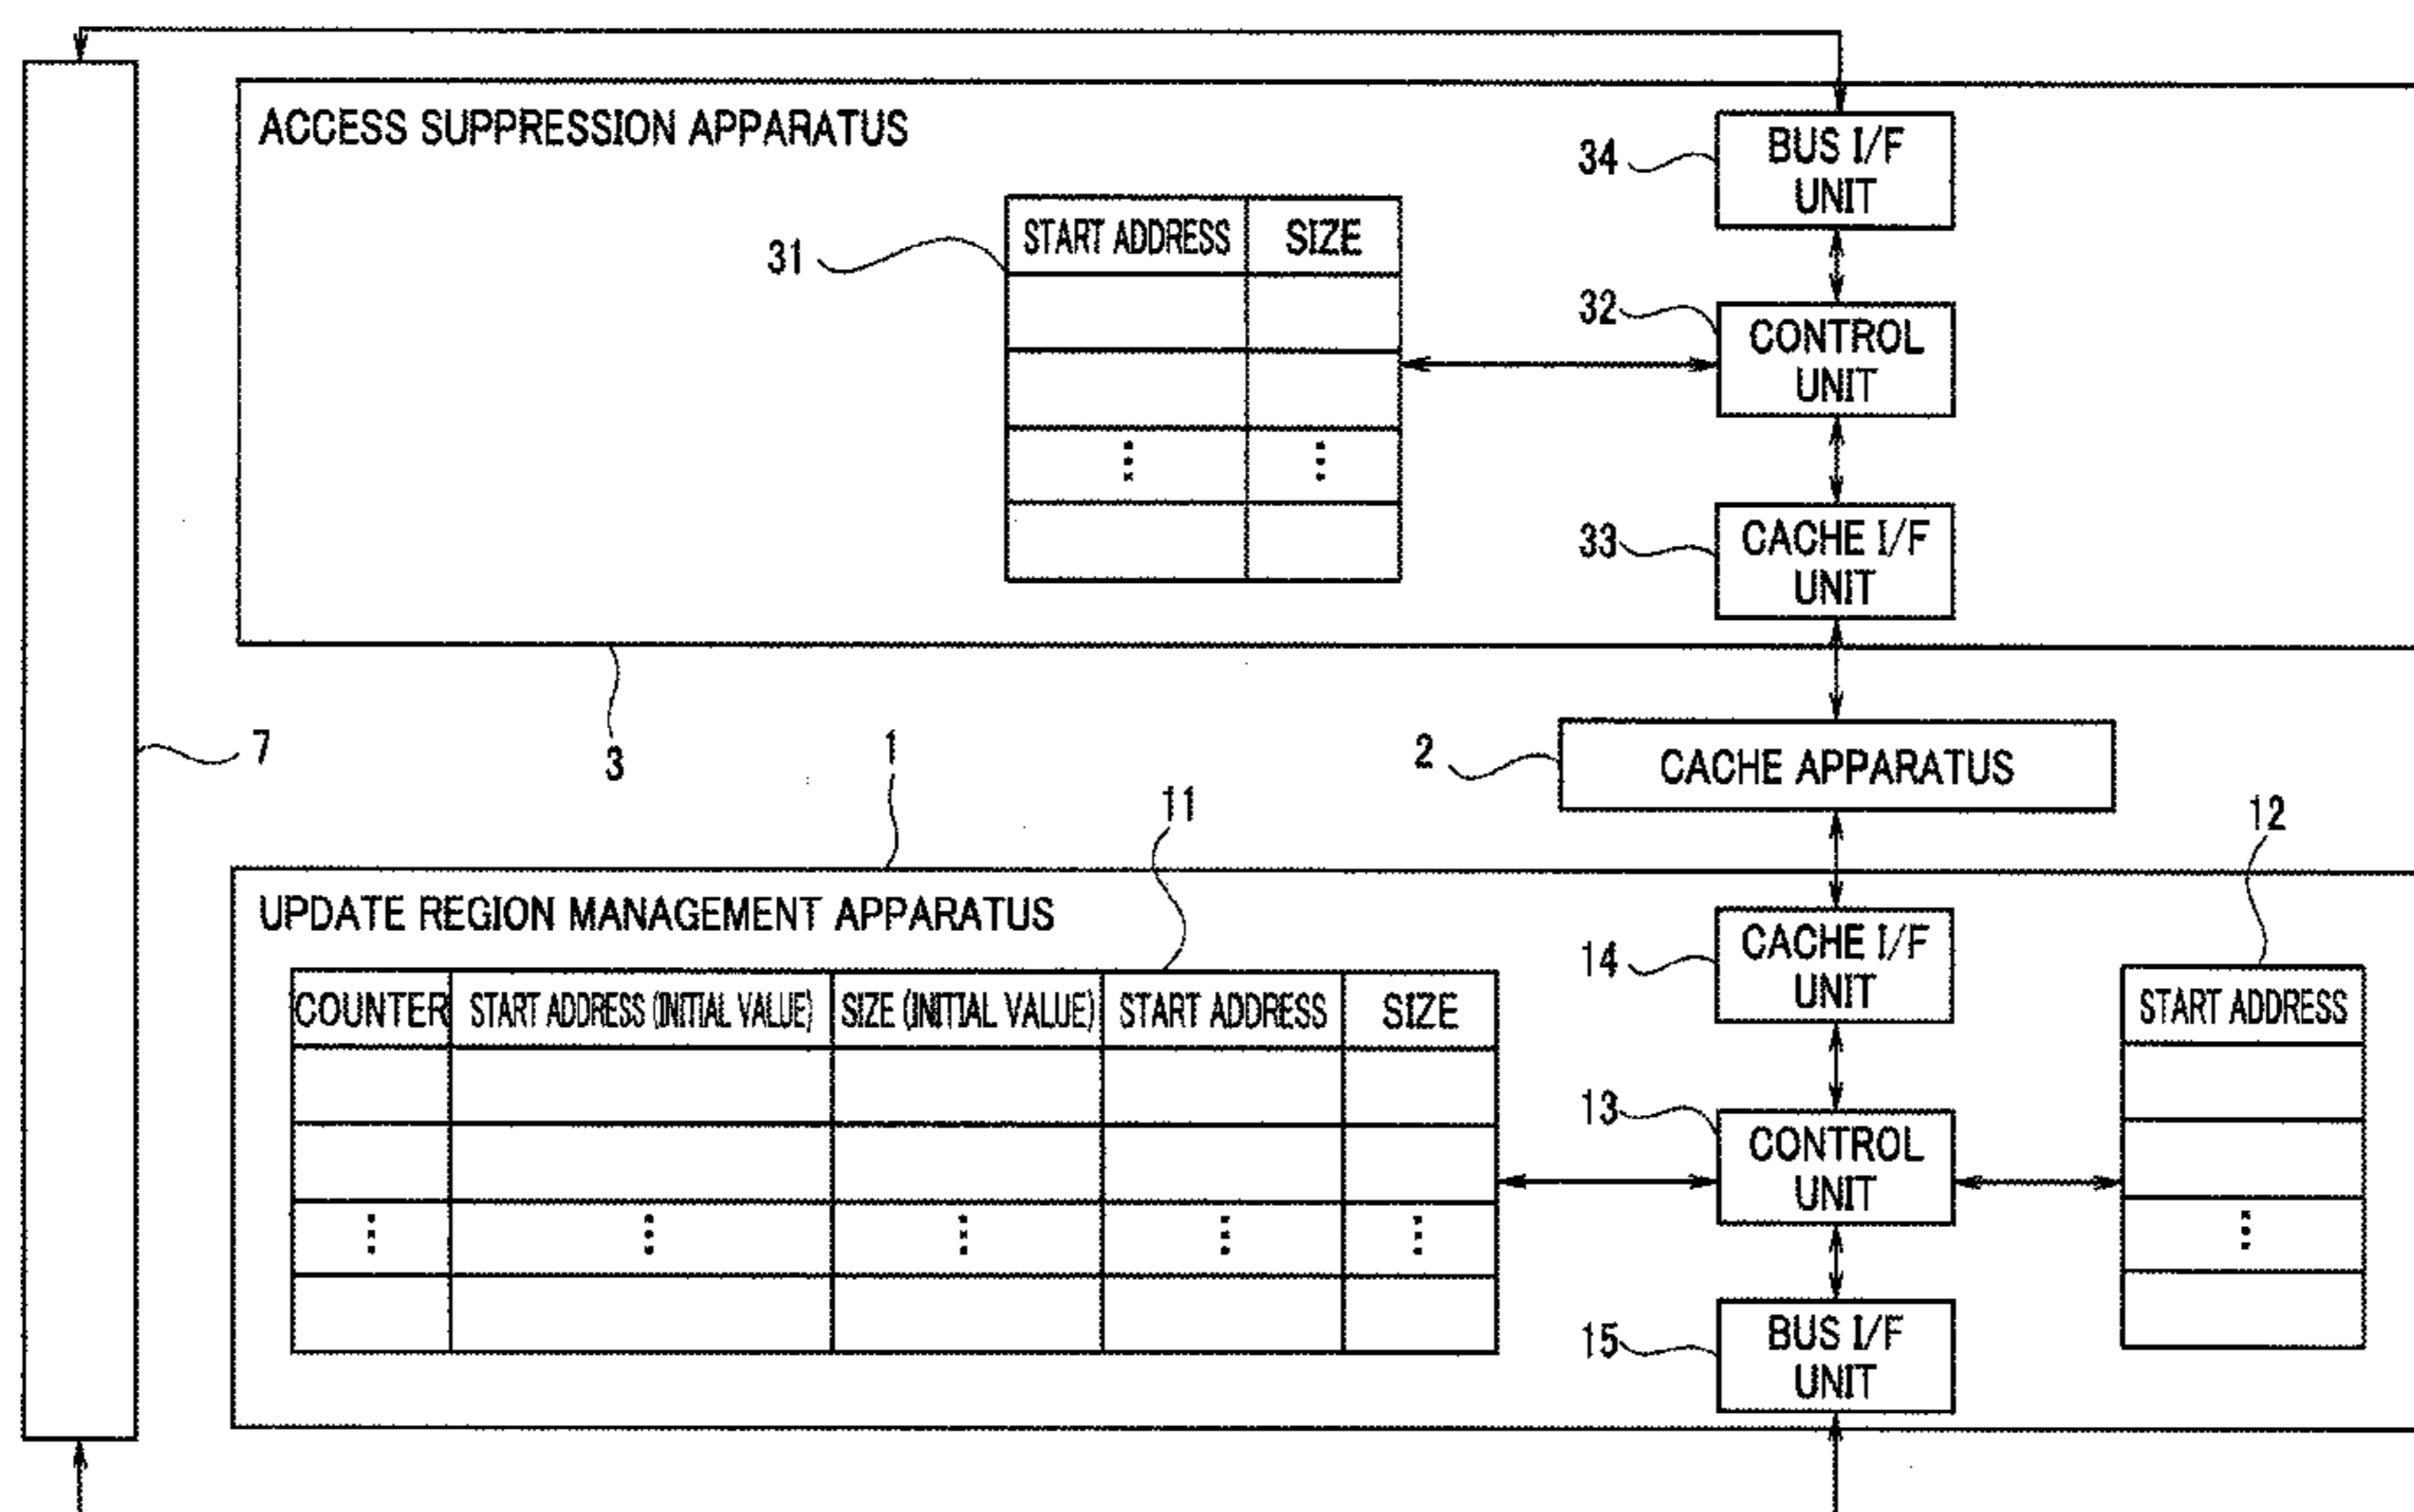 ACCESS SUPPRESSION APPARATUS
34
BUS I/F
UNIT
31
START ADDRESS
SIZE
⋮
⋮
32
CONTROL
UNIT
33
CACHE I/F
UNIT
7
3
1
2
CACHE APPARATUS
11
12
UPDATE REGION MANAGEMENT APPARATUS
14
CACHE I/F
UNIT
COUNTER
START ADDRESS (INITIAL VALUE)
SIZE (INITIAL VALUE)
START ADDRESS
SIZE
⋮
⋮
⋮
⋮
⋮
START ADDRESS
⋮
13
CONTROL
UNIT
15
BUS I/F
UNIT